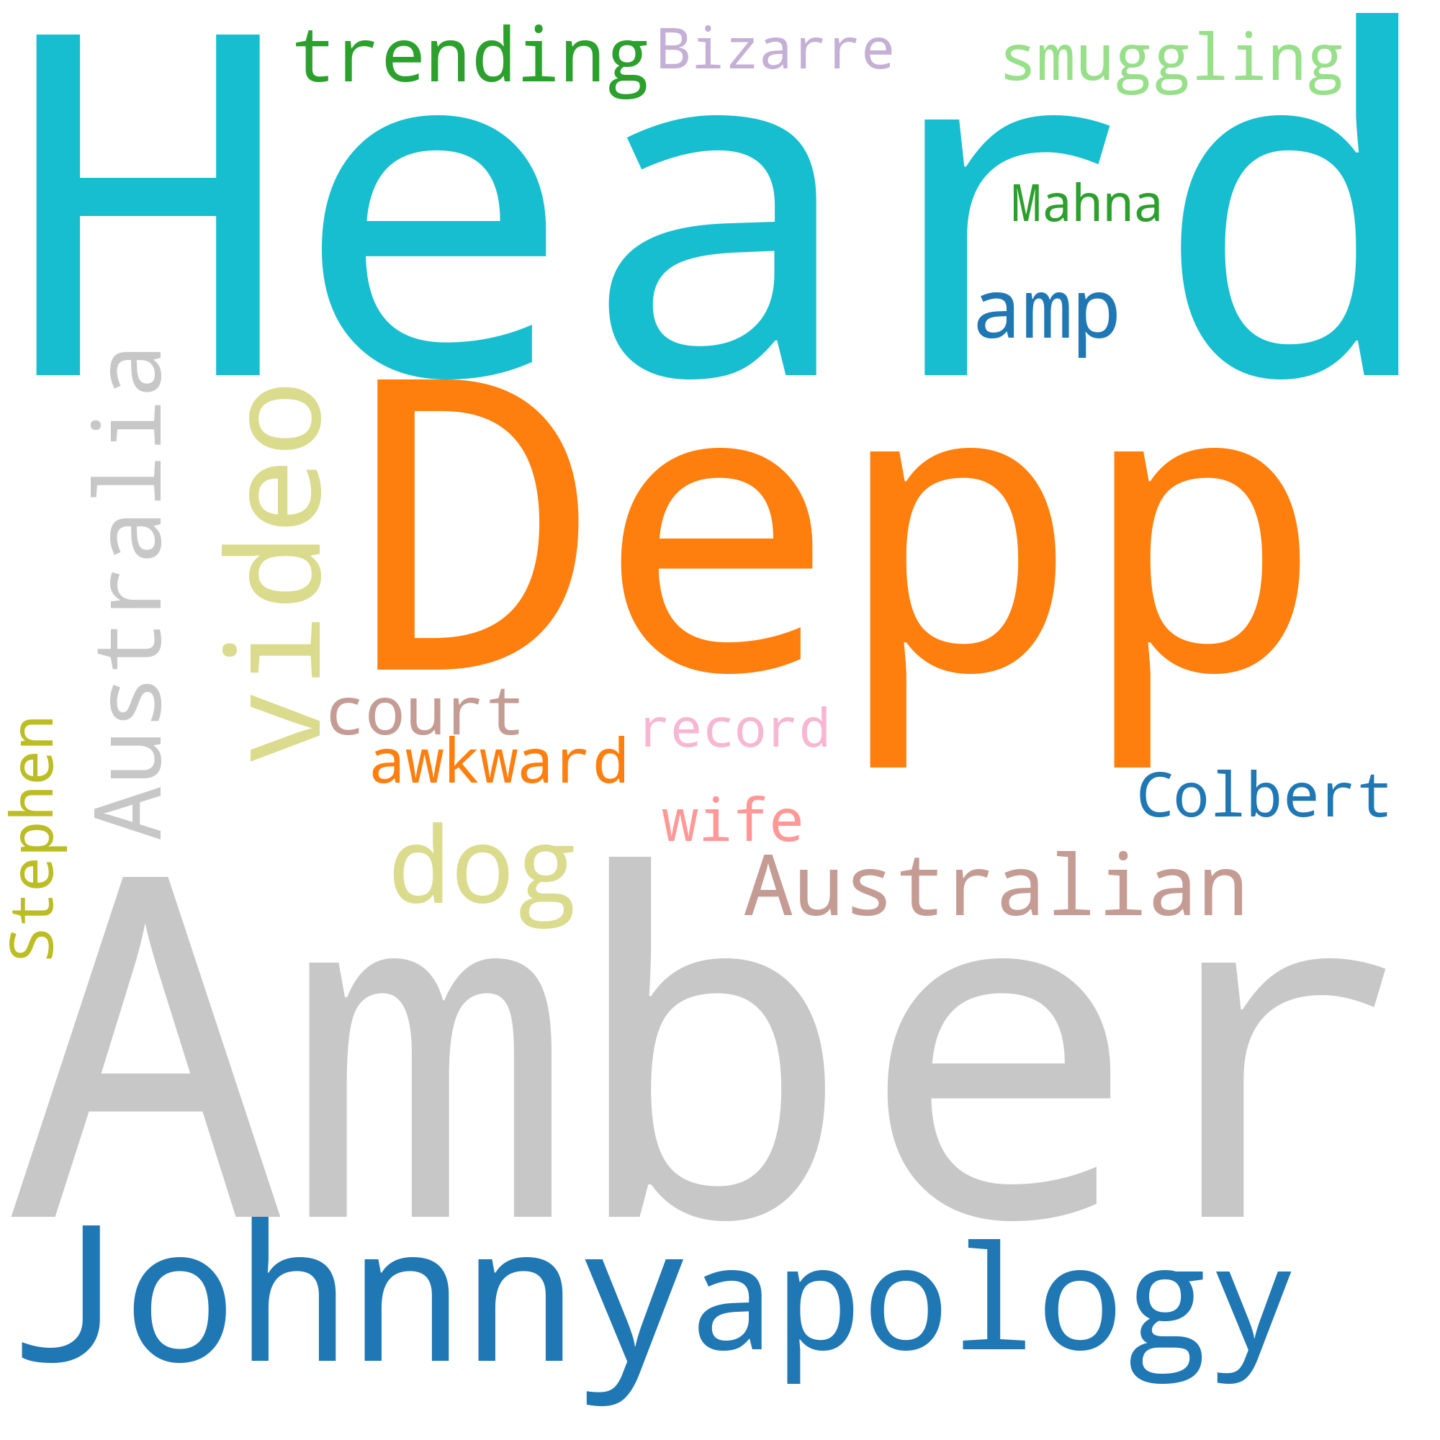 trending
Bizarre
smuggling
Heard
Mahna
amp
Australia
video
Depp
court
record
awkward
Stephen
wife
Colbert
dog
Australian
Amber
Johnny
apology